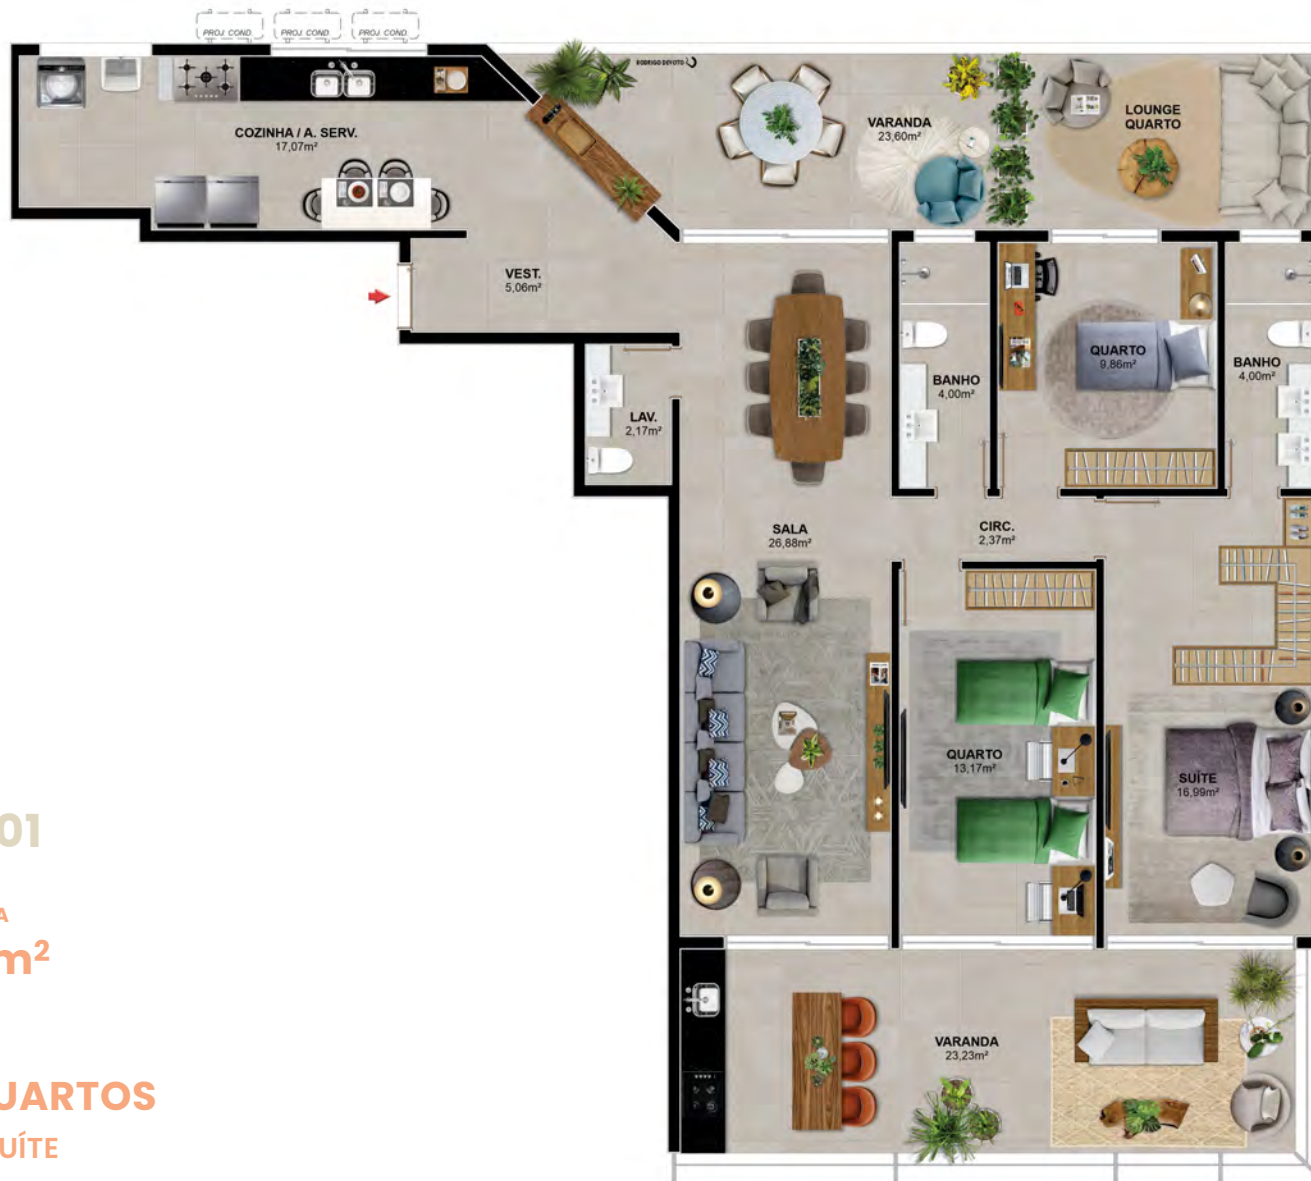 PROJ. COND.
PROJ. COND.
PROJ. COND.
RODRIGO DEVOTO
COZINHA / A. SERV.
17,07m²
VARANDA
23,60m²
LOUNGE
QUARTO
VEST.
5,06m²
QUARTO
9,86m²
BANHO
4,00m²
BANHO
4,00m²
LAV.
2,17m²
SALA
26,88m²
CIRC.
2,37m²
QUARTO
13,17m²
SUÍTE
16,99m²
01
A
m²
VARANDA
23,23m²
UARTOS
UÍTE